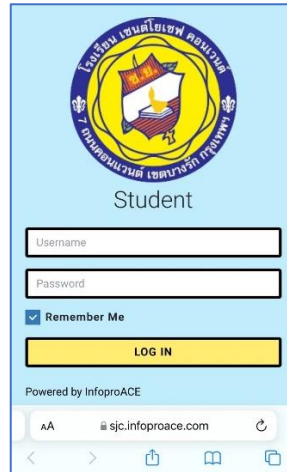 โรงเรียน เซนต์โยเซฟ คอนเวนต์
ซ.ย.
7 ถนนคอนแวนต์ เขตบางรัก กรุงเทพฯ
Student
Username
Password
Remember Me
LOG IN
Powered by InfoproACE
AA
sjc.infoproace.com